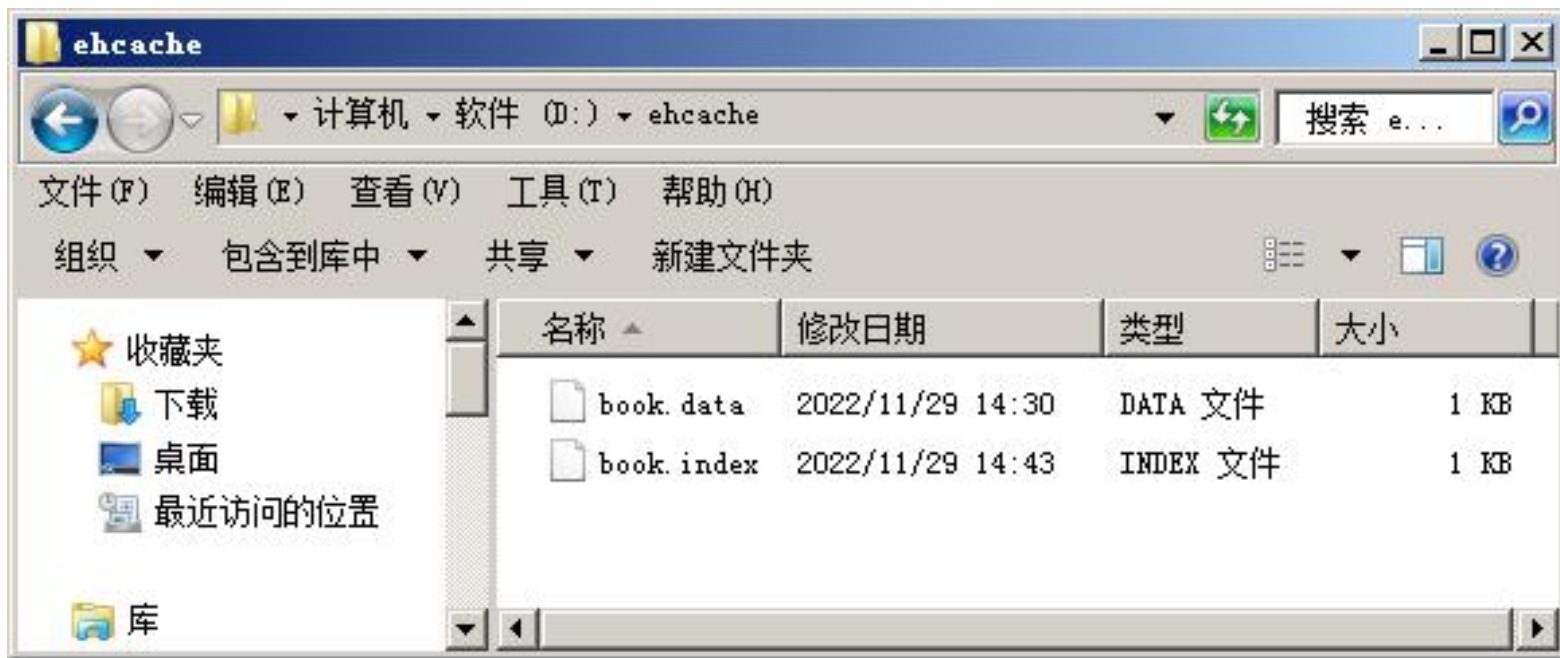 ehcache
计算机 软件 (D:) ehcache 搜索 e...
文件(F) 编辑(E) 查看(V) 工具(T) 帮助(H)
组织 包含到库中 共享 新建文件夹
收藏夹
下载
桌面
最近访问的位置
库
名称 修改日期 类型 大小
book.data 2022/11/29 14:30 DATA 文件 1 KB
book.index 2022/11/29 14:43 INDEX 文件 1 KB